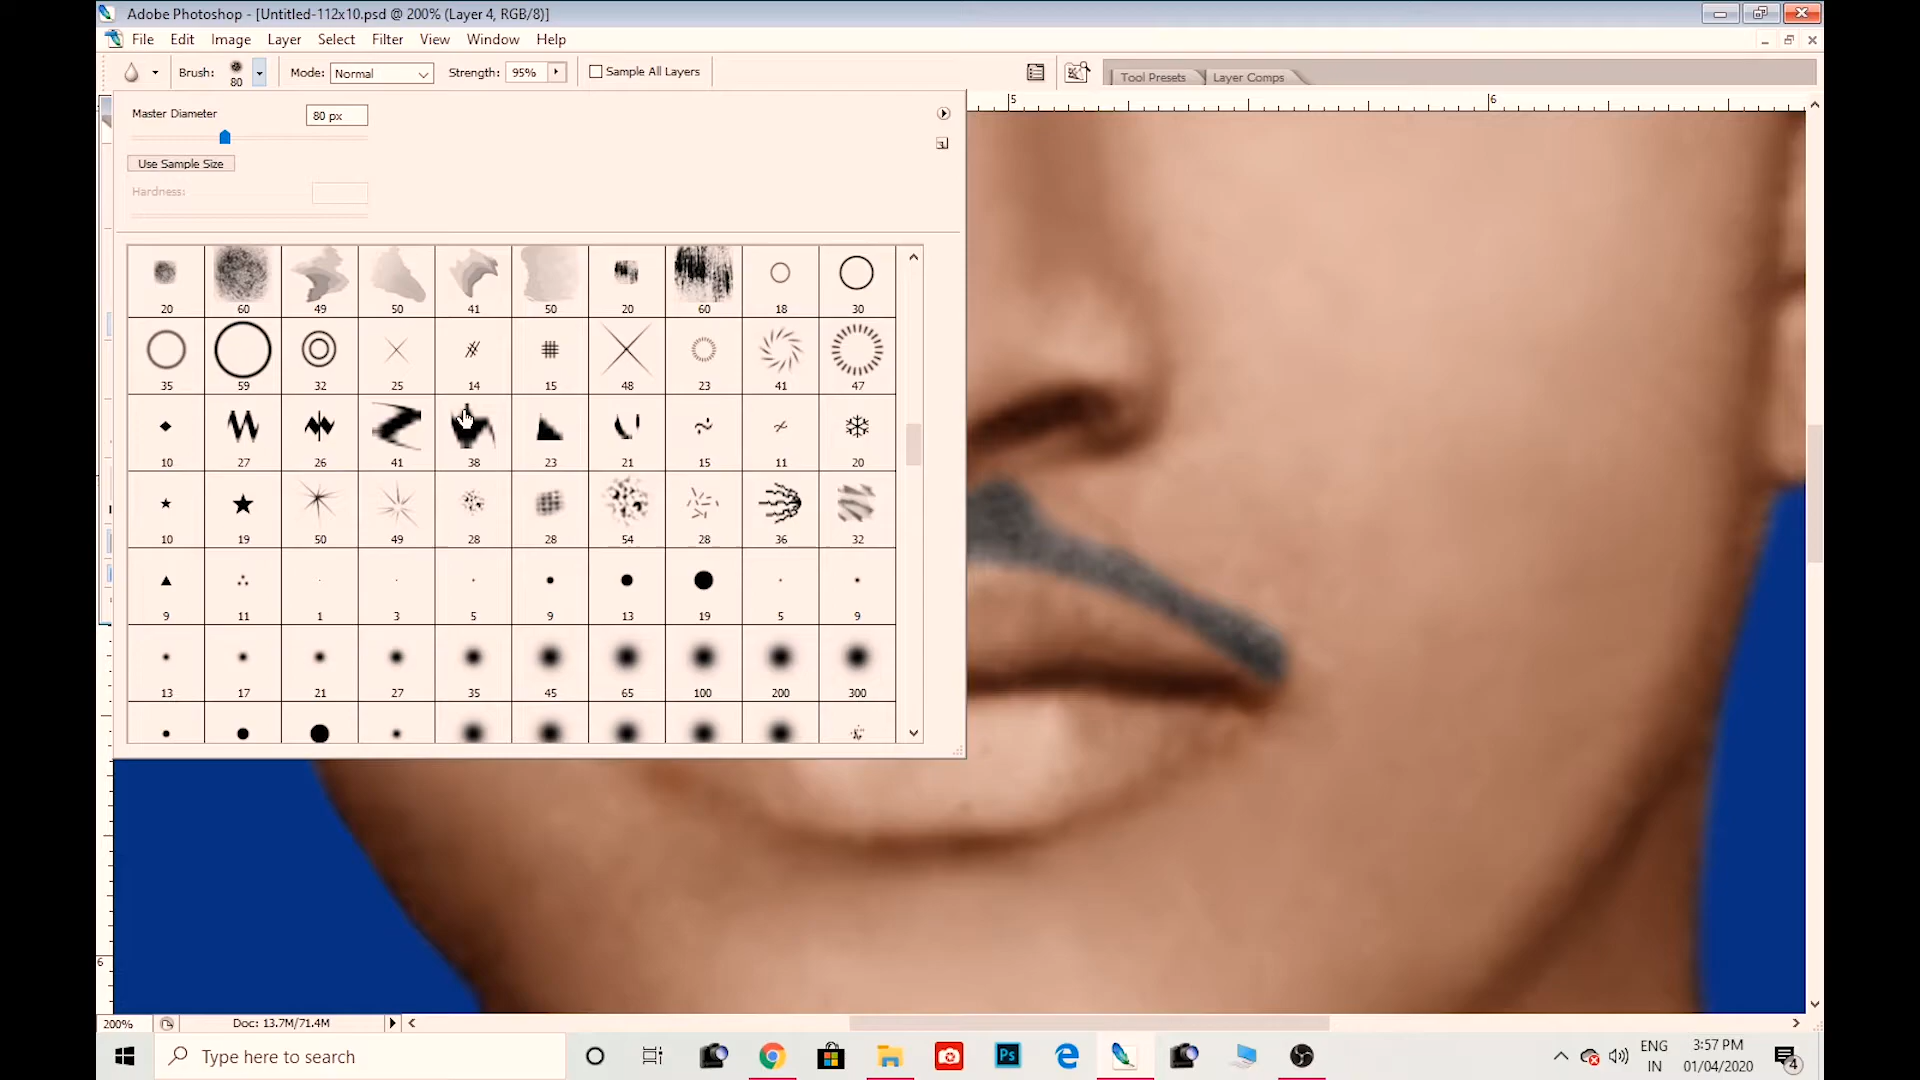 Adobe Photoshop - [Untitled-112x10.psd @ 200% (Layer 4, RGB/8)]
File Edit Image Layer Select Filter View Window Help
Brush: 80 Mode: Normal Strength: 95% Sample All Layers Tool Presets Layer Comps
Master Diameter 80 px
Use Sample Size
Hardness:
5 6
20 60 49 50 41 50 20 60 18 30
35 59 32 25 14 15 48 23 41 47
10 27 26 41 38 23 21 15 11 20
10 19 50 49 28 28 54 28 36 32
9 11 1 3 5 9 13 19 5 9
13 17 21 27 35 45 65 100 200 300
6
200% Doc: 13.7M/71.4M
Type here to search
Ps
ENG
IN
3:57 PM
01/04/2020
4